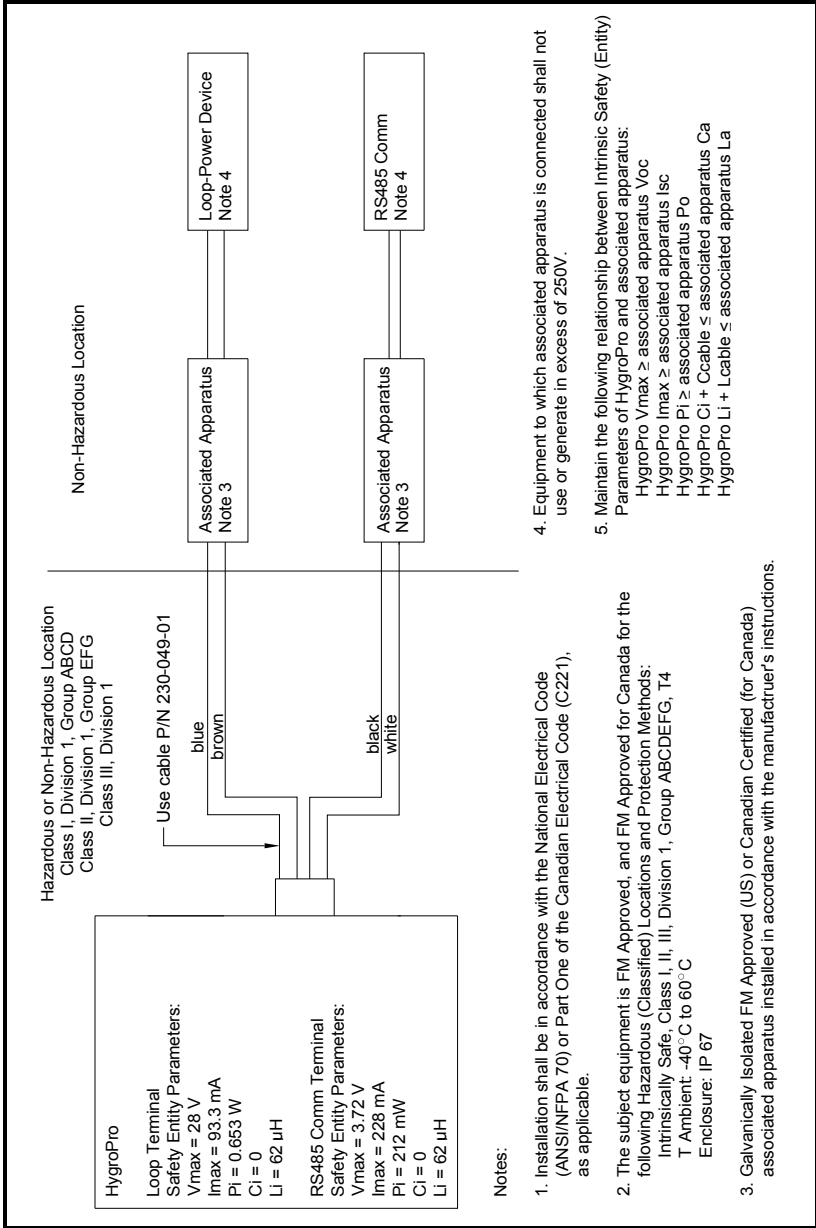 Hazardous or Non-Hazardous Location
Class I, Division 1, Group ABCD
Class II, Division 1, Group EFG
Class III, Division 1
Non-Hazardous Location
HygroPro
Loop Terminal
Safety Entity Parameters:
Vmax = 28 V
Imax = 93.3 mA
Pi = 0.653 W
Ci = 0
Li = 62 µH
RS485 Comm Terminal
Safety Entity Parameters:
Vmax = 3.72 V
Imax = 228 mA
Pi = 212 mW
Ci = 0
Li = 62 µH
Use cable P/N 230-049-01
blue
brown
black
white
Associated Apparatus
Note 3
Loop-Power Device
Note 4
Associated Apparatus
Note 3
RS485 Comm
Note 4
Notes:
1. Installation shall be in accordance with the National Electrical Code
(ANSI/NFPA 70) or Part One of the Canadian Electrical Code (C221),
as applicable.
2. The subject equipment is FM Approved, and FM Approved for Canada for the
following Hazardous (Classified) Locations and Protection Methods:
Intrinsically Safe, Class I, II, III, Division 1, Group ABCDEFG, T4
T Ambient: -40°C to 60°C
Enclosure: IP 67
3. Galvanically Isolated FM Approved (US) or Canadian Certified (for Canada)
associated apparatus installed in accordance with the manufactruer's instructions.
4. Equipment to which associated apparatus is connected shall not
use or generate in excess of 250V.
5. Maintain the following relationship between Intrinsic Safety (Entity)
Parameters of HygroPro and associated apparatus:
HygroPro Vmax ≥ associated apparatus Voc
HygroPro Imax ≥ associated apparatus Isc
HygroPro Pi ≥ associated apparatus Po
HygroPro Ci + Ccable ≤ associated apparatus Ca
HygroPro Li + Lcable ≤ associated apparatus La